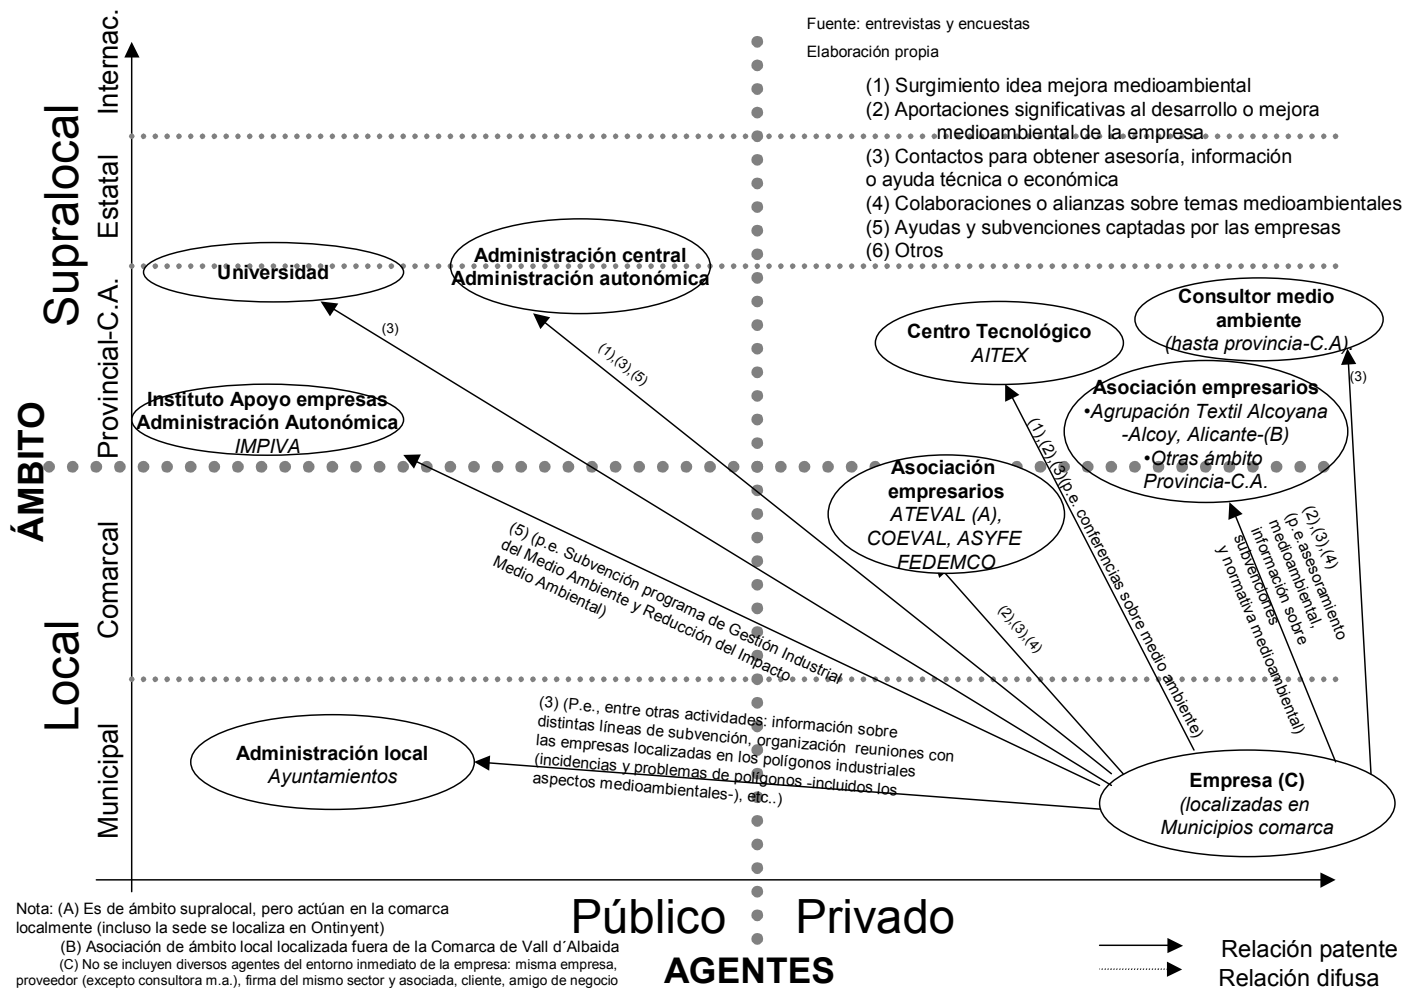 Fuente: entrevistas y encuestas
Elaboración propia
(1) Surgimiento idea mejora medioambiental
(2) Aportaciones significativas al desarrollo o mejora
medioambiental de la empresa
(3) Contactos para obtener asesoría, información
o ayuda técnica o económica
(4) Colaboraciones o alianzas sobre temas medioambientales
(5) Ayudas y subvenciones captadas por las empresas
(6) Otros
ÁMBITO
Supralocal
Local
Internac.
Estatal
Provincial-C.A.
Comarcal
Municipal
Universidad
Administración central
Administración autonómica
Instituto Apoyo empresas
Administración Autonómica
IMPIVA
Centro Tecnológico
AITEX
Consultor medio
ambiente
(hasta provincia-C.A).
Asociación empresarios
•Agrupación Textil Alcoyana
-Alcoy, Alicante-(B)
•Otras ámbito
Provincia-C.A.
Asociación
empresarios
ATEVAL (A),
COEVAL, ASYFE
FEDEMCO
Administración local
Ayuntamientos
Empresa (C)
(localizadas en
Municipios comarca
(3)
(1),(3),(5)
(5) (p.e. Subvención programa de Gestión Industrial
del Medio Ambiente y Reducción del Impacto
Medio Ambiental)
(3) (P.e., entre otras actividades: información sobre
distintas líneas de subvención, organización reuniones con
las empresas localizadas en los polígonos industriales
(incidencias y problemas de polígonos -incluidos los
aspectos medioambientales-), etc..)
(2),(3),(4)
(1),(2),(3)(p.e. conferencias sobre medio ambiente)
(2),(3),(4)
(p.e.asesoramiento
medioambiental,
información sobre
subvenciones
y normativa medioambiental)
(3)
Público
Privado
AGENTES
Relación patente
Relación difusa
Nota: (A) Es de ámbito supralocal, pero actúan en la comarca
localmente (incluso la sede se localiza en Ontinyent)
(B) Asociación de ámbito local localizada fuera de la Comarca de Vall d´Albaida
(C) No se incluyen diversos agentes del entorno inmediato de la empresa: misma empresa,
proveedor (excepto consultora m.a.), firma del mismo sector y asociada, cliente, amigo de negocio